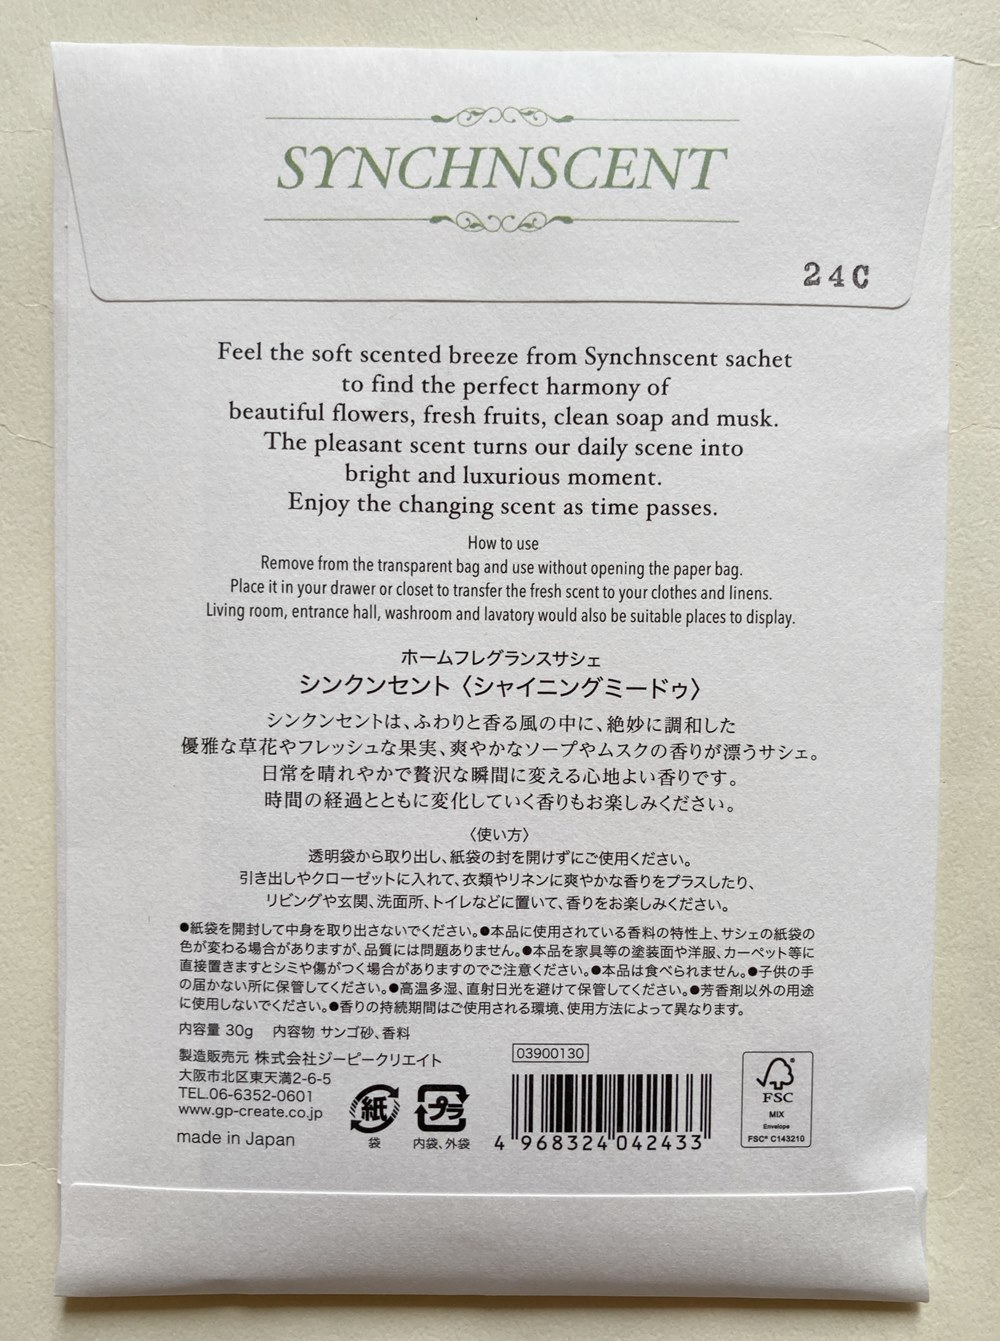 SYNCHNSCENT
24C
Feel the soft scented breeze from Synchnscent sachet
to find the perfect harmony of
beautiful flowers, fresh fruits, clean soap and musk.
The pleasant scent turns our daily scene into
bright and luxurious moment.
Enjoy the changing scent as time passes.
How to use
Remove from the transparent bag and use without opening the paper bag.
Place it in your drawer or closet to transfer the fresh scent to your clothes and linens.
Living room, entrance hall, washroom and lavatory would also be suitable places to display.
ホームフレグランスサシェ
シンクンセント〈シャイニングミードゥ〉
シンクンセントは、ふわりと香る風の中に、絶妙に調和した
優雅な草花やフレッシュな果実、爽やかなソープやムスクの香りが漂うサシェ。
日常を晴れやかで贅沢な瞬間に変える心地よい香りです。
時間の経過とともに変化していく香りもお楽しみください。
〈使い方〉
透明袋から取り出し、紙袋の封を開けずにご使用ください。
引き出しやクローゼットに入れて、衣類やリネンに爽やかな香りをプラスしたり、
リビングや玄関、洗面所、トイレなどに置いて、香りをお楽しみください。
●紙袋を開封して中身を取り出さないでください。●本品に使用されている香料の特性上、サシェの紙袋の
色が変わる場合がありますが、品質には問題ありません。●本品を家具等の塗装面や洋服、カーペット等に
直接置きますとシミや傷がつく場合がありますのでご注意ください。●本品は食べられません。●子供の手
の届かない所に保管してください。●高温多湿、直射日光を避けて保管してください。●芳香剤以外の用途
に使用しないでください。●香りの持続期間はご使用される環境、使用方法によって異なります。
内容量 30g 内容物 サンゴ砂、香料
製造販売元 株式会社ジーピークリエイト
大阪市北区東天満2-6-5
TEL.06-6352-0601
www.gp-create.co.jp
made in Japan
紙
袋
プラ
内袋、外袋
03900130
4 968324 042433
FSC
MIX
Envelope
FSC® C143210